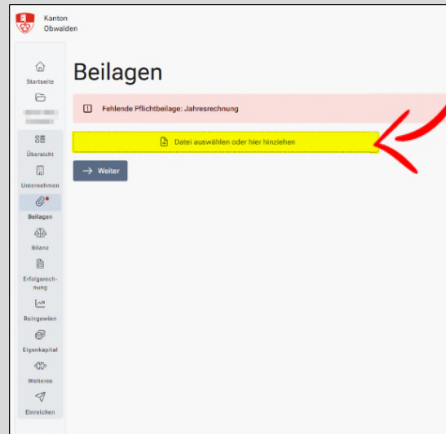 Kanton
Obwalden
Startseite
Übersicht
Unternehmen
Beilagen
Bilanz
Erfolgsrech-
nung
Reingewinn
Eigenkapital
Weiteres
Einreichen
Beilagen
Fehlende Pflichtbeilage: Jahresrechnung
Datei auswählen oder hier hinziehen
Weiter